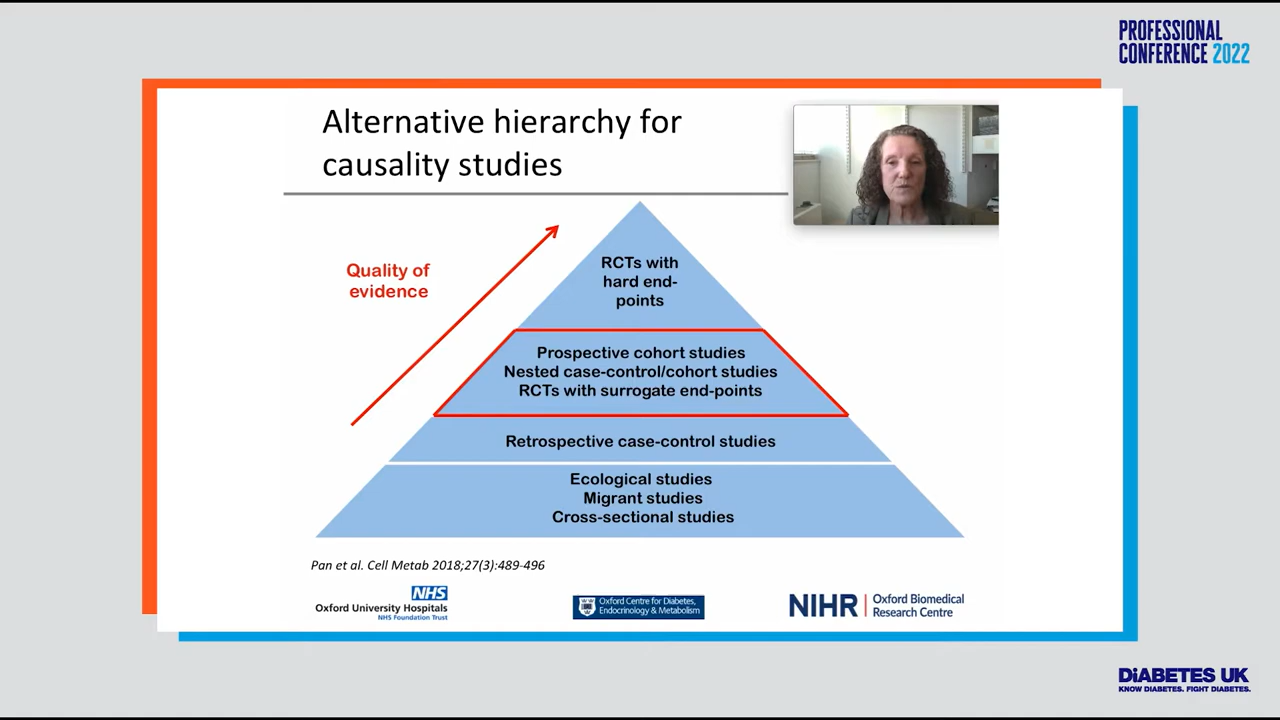 PROFESSIONAL
CONFERENCE 2022
Alternative hierarchy for
causality studies
Quality of
evidence
RCTs with
hard end-
points
Prospective cohort studies
Nested case-control/cohort studies
RCTs with surrogate end-points
Retrospective case-control studies
Ecological studies
Migrant studies
Cross-sectional studies
Pan et al. Cell Metab 2018;27(3):489-496
NHS
Oxford University Hospitals
NHS Foundation Trust
Oxford Centre for Diabetes,
Endocrinology & Metabolism
NIHR | Oxford Biomedical
Research Centre
DiABETES UK
KNOW DIABETES. FIGHT DIABETES.